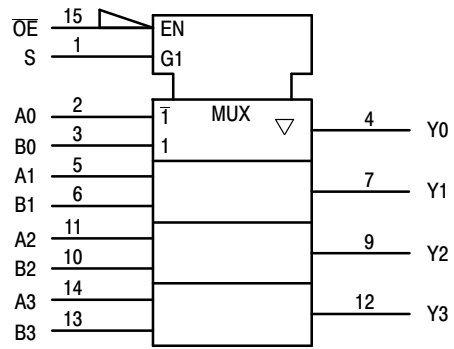 O̅E̅ 15 EN
S 1 G1
A0 2 1̅ MUX ▽ 4 Y0
B0 3 1
A1 5 7 Y1
B1 6
A2 11 9 Y2
B2 10
A3 14 12 Y3
B3 13